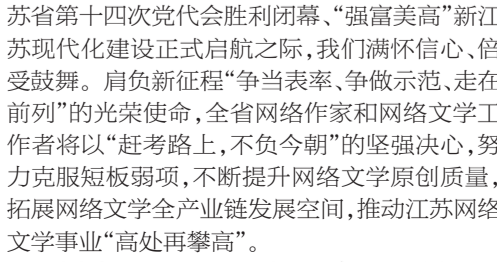 苏省第十四次党代会胜利闭幕、“强富美高”新江
苏现代化建设正式启航之际,我们满怀信心、倍
受鼓舞。肩负新征程“争当表率、争做示范、走在
前列”的光荣使命,全省网络作家和网络文学工
作者将以“赶考路上,不负今朝”的坚强决心,努
力克服短板弱项,不断提升网络文学原创质量,
拓展网络文学全产业链发展空间,推动江苏网络
文学事业“高处再攀高”。